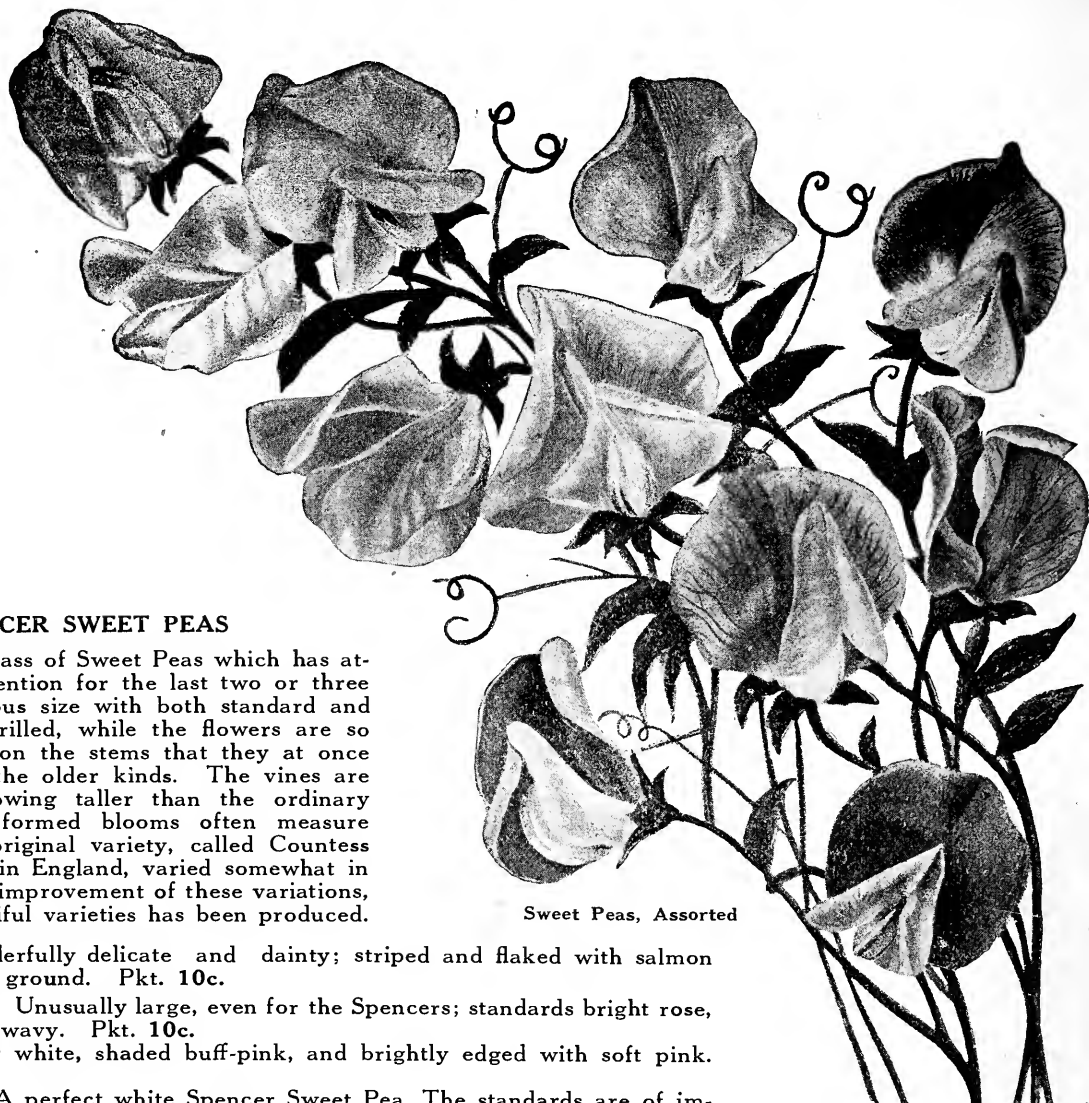 CER SWEET PEAS
ass of Sweet Peas which has at-
ention for the last two or three
ous size with both standard and
rilled, while the flowers are so
on the stems that they at once
he older kinds. The vines are
owing taller than the ordinary
formed blooms often measure
original variety, called Countess
in England, varied somewhat in
improvement of these variations,
iful varieties has been produced.
Sweet Peas, Assorted
derfully delicate and dainty; striped and flaked with salmon
ground. Pkt. 10c.
Unusually large, even for the Spencers; standards bright rose,
wavy. Pkt. 10c.
white, shaded buff-pink, and brightly edged with soft pink.
A perfect white Spencer Sweet Pea. The standards are of im-